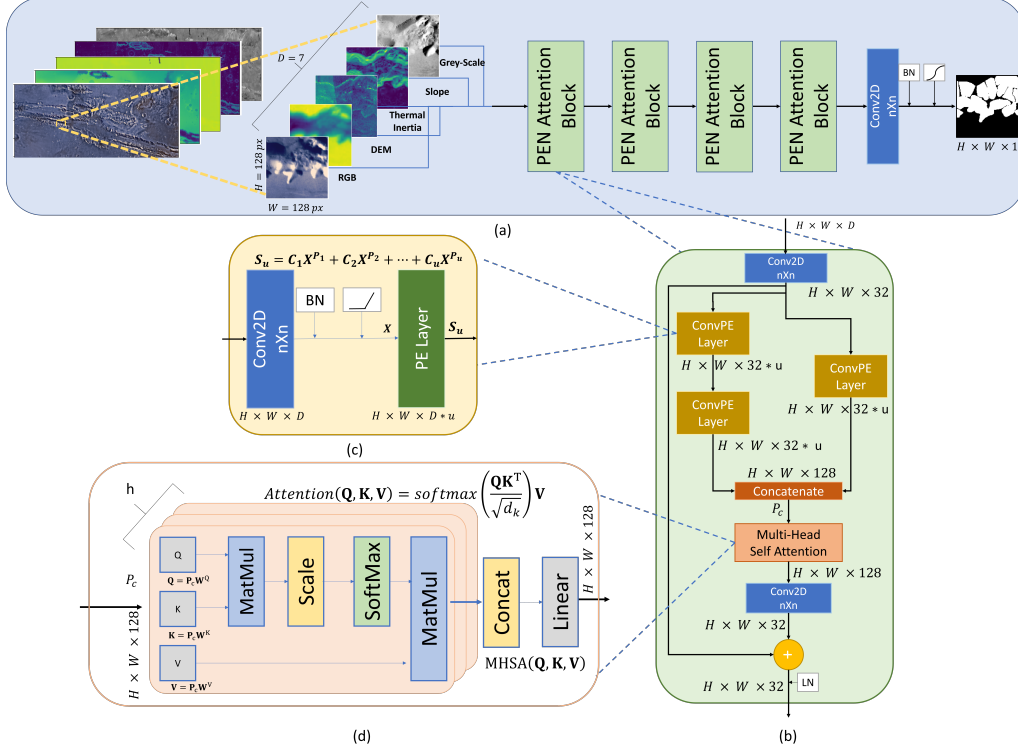 D = 7
Grey-Scale
Slope
Thermal
Inertia
DEM
RGB
H = 128 px
W = 128 px
PEN Attention
Block
PEN Attention
Block
PEN Attention
Block
PEN Attention
Block
Conv2D
nXn
BN
H × W × 1
(a)
S_u = C_1X^{P_1} + C_2X^{P_2} + ⋯ + C_uX^{P_u}
Conv2D
nXn
BN
X
PE Layer
S_u
H × W × D
H × W × D * u
(c)
H × W × D
Conv2D
nXn
H × W × 32
ConvPE
Layer
H × W × 32 * u
ConvPE
Layer
H × W × 32 * u
ConvPE
Layer
H × W × 32 * u
H × W × 128
Concatenate
P_c
Multi-Head
Self Attention
H × W × 128
Conv2D
nXn
H × W × 32
+
LN
H × W × 32
(b)
h
Attention(Q, K, V) = softmax(QK^T/√d_k)V
P_c
H × W × 128
Q
Q = P_cW^Q
K
K = P_cW^K
V
V = P_cW^V
MatMul
Scale
SoftMax
MatMul
Concat
Linear
H × W × 128
MHSA(Q, K, V)
(d)